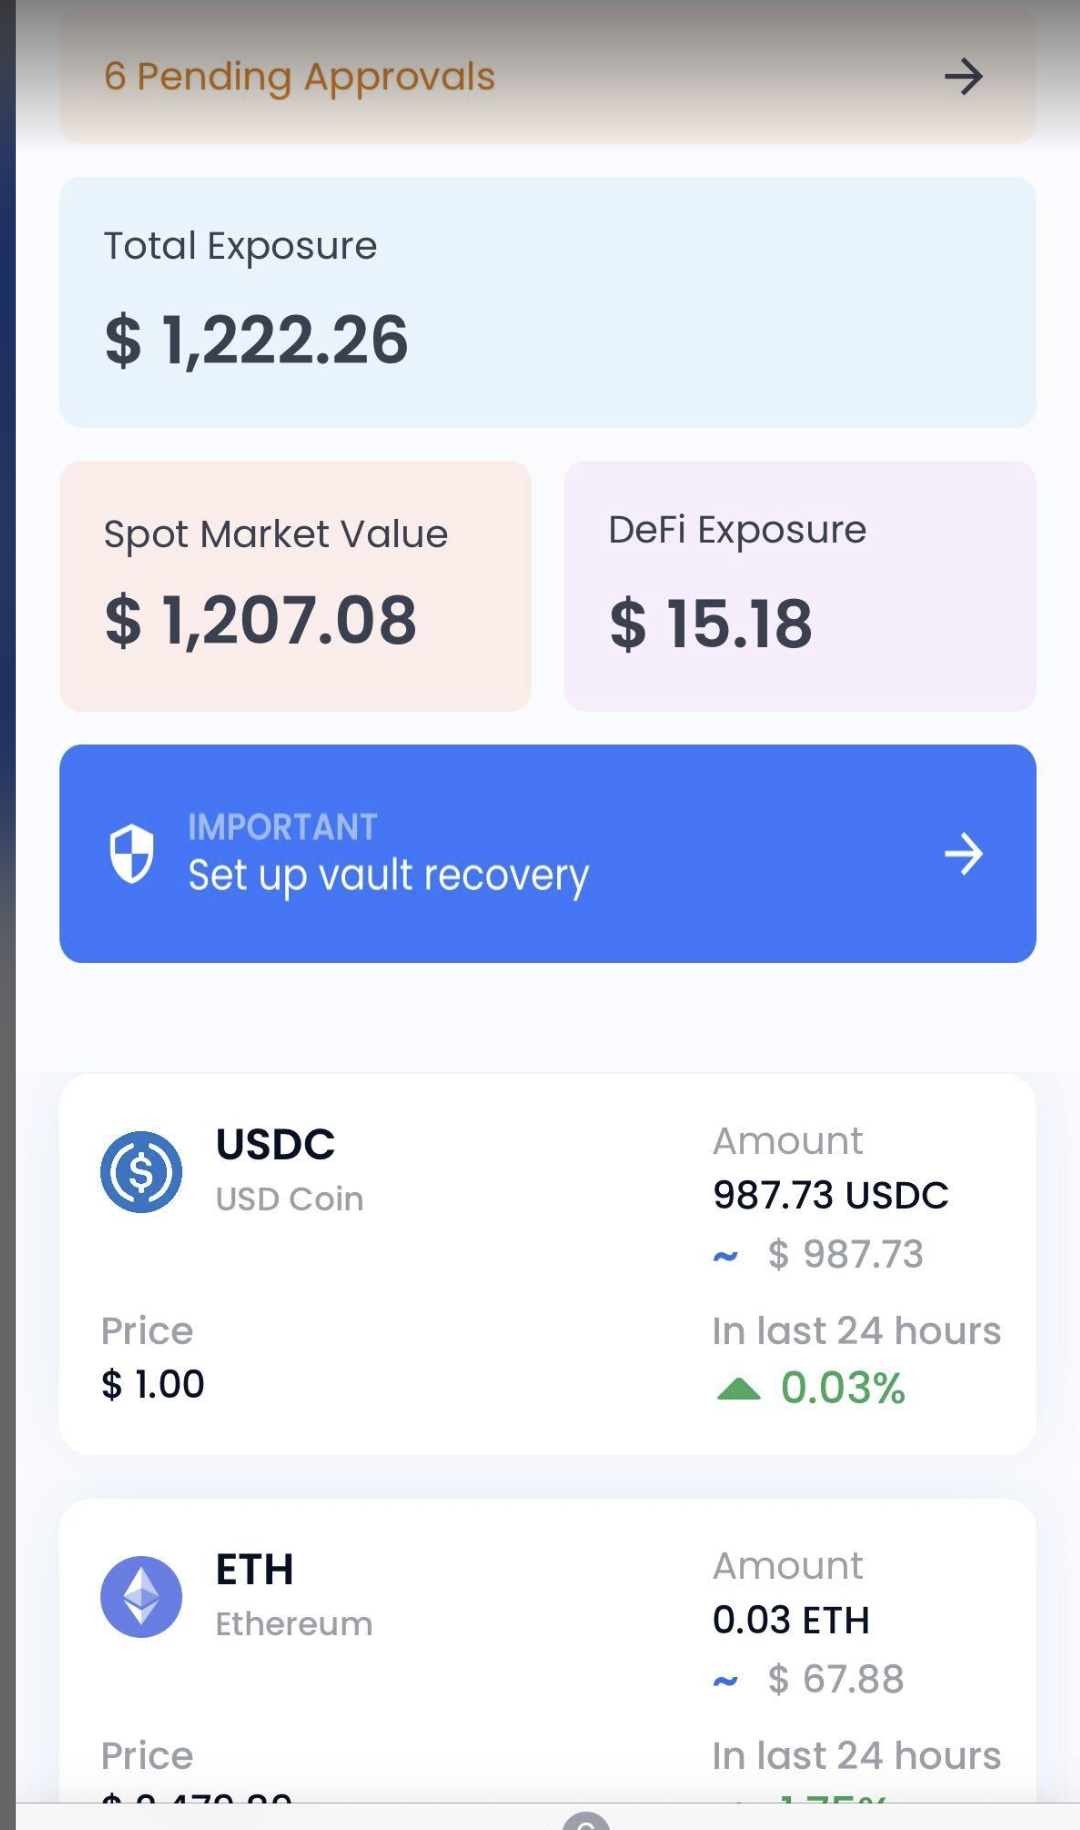 6 Pending Approvals
Total Exposure
$ 1,222.26
Spot Market Value
$ 1,207.08
DeFi Exposure
$ 15.18
IMPORTANT
Set up vault recovery
USDC
USD Coin
Amount
987.73 USDC
~ $ 987.73
Price
$ 1.00
In last 24 hours
0.03%
ETH
Ethereum
Amount
0.03 ETH
~ $ 67.88
Price
In last 24 hours